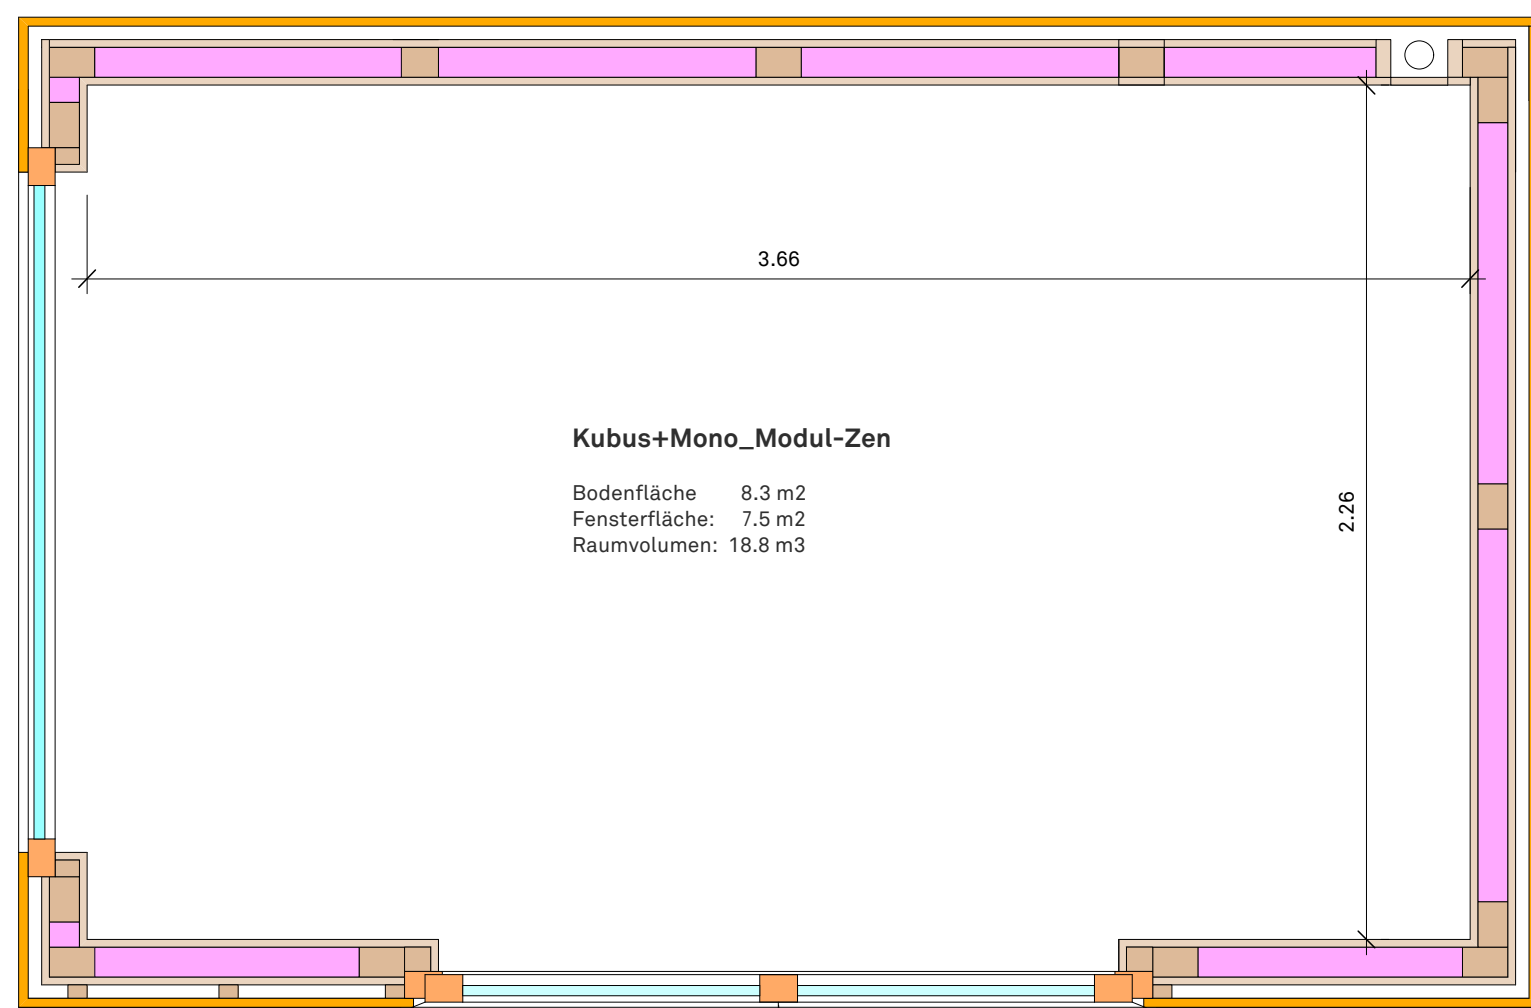 3.66
Kubus+Mono_Modul-Zen
Bodenfläche 8.3 m2
Fensterfläche: 7.5 m2
Raumvolumen: 18.8 m3
2.26